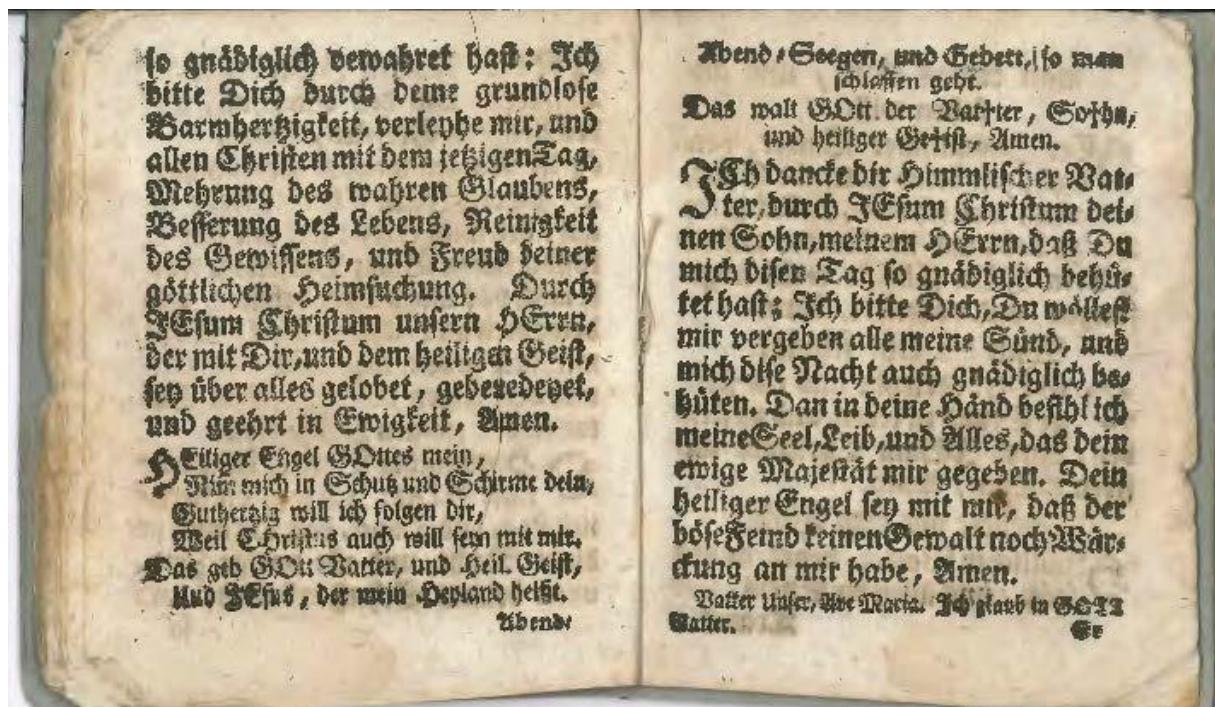 so gnädiglich bewahret hast: Ich
bitte Dich durch deine grundlose
Barmhertzigkeit, verleyhe mir, und
allen Christen mit dem jetzigen Tag,
Mehrung des wahren Glaubens,
Besserung des Lebens, Reinigkeit
des Gewissens, und Freud deiner
göttlichen Heimsuchung. Durch
JEsum Christum unsern HErrn,
der mit Dir, und dem heiligen Geist,
sey über alles gelobet, gebenedeyet,
und geehrt in Ewigkeit, Amen.
HEiliger Engel GOttes mein,
Nim mich in Schutz und Schirme dein,
Guthertzig will ich folgen dir,
Weil Christus auch will seyn mit mir.
Das geb GOtt Vatter, und Heil. Geist,
Und JEsus, der mein Heyland heißt.
Abend-
Abend-Seegen, und Gebett, so man
schlaffen geht.
Das walt GOtt der Vat†ter, So†hn,
und heiliger Ge†ist, Amen.
ICh dancke dir Himmlischer Vat-
ter, durch JEsum Christum dei-
nen Sohn, meinem HErrn, daß Du
mich disen Tag so gnädiglich behü-
tet hast; Ich bitte Dich, Du wöllest
mir vergeben alle meine Sünd, und
mich dise Nacht auch gnädiglich be-
hüten. Dan in deine Händ befihl ich
meine Seel, Leib, und Alles, das dein
ewige Majestät mir gegeben. Dein
heiliger Engel sey mit mir, daß der
böse Feind keinen Gewalt noch Wür-
ckung an mir habe, Amen.
Vatter Unser, Ave Maria. Ich glaub in GOTT
Vatter.
Er